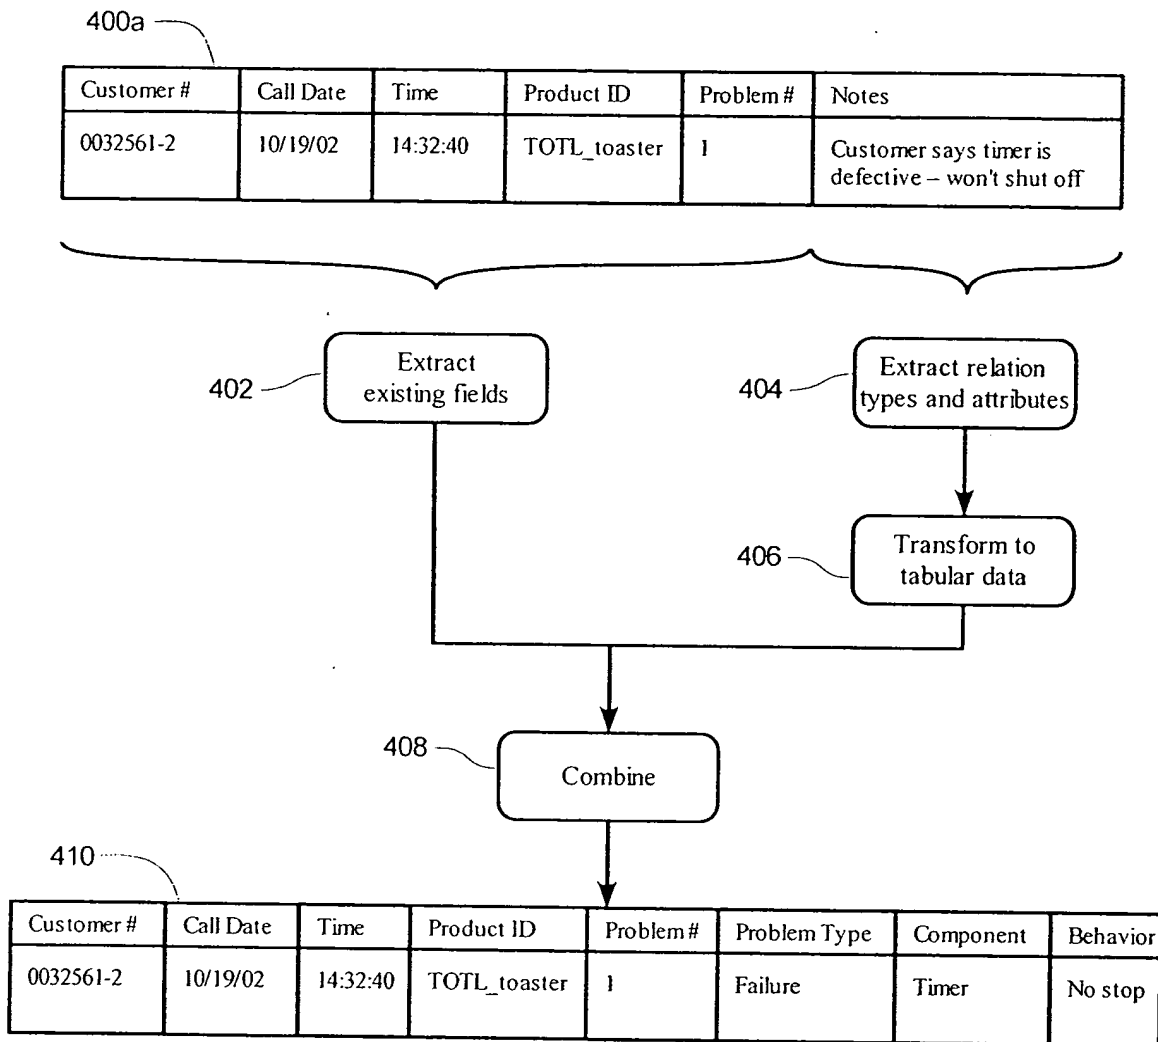 400a
Customer # Call Date Time Product ID Problem # Notes
0032561-2 10/19/02 14:32:40 TOTL_toaster 1 Customer says timer is
defective – won't shut off
Extract
existing fields
402
Extract relation
types and attributes
404
Transform to
tabular data
406
408
Combine
410
Customer # Call Date Time Product ID Problem # Problem Type Component Behavior
0032561-2 10/19/02 14:32:40 TOTL_toaster 1 Failure Timer No stop